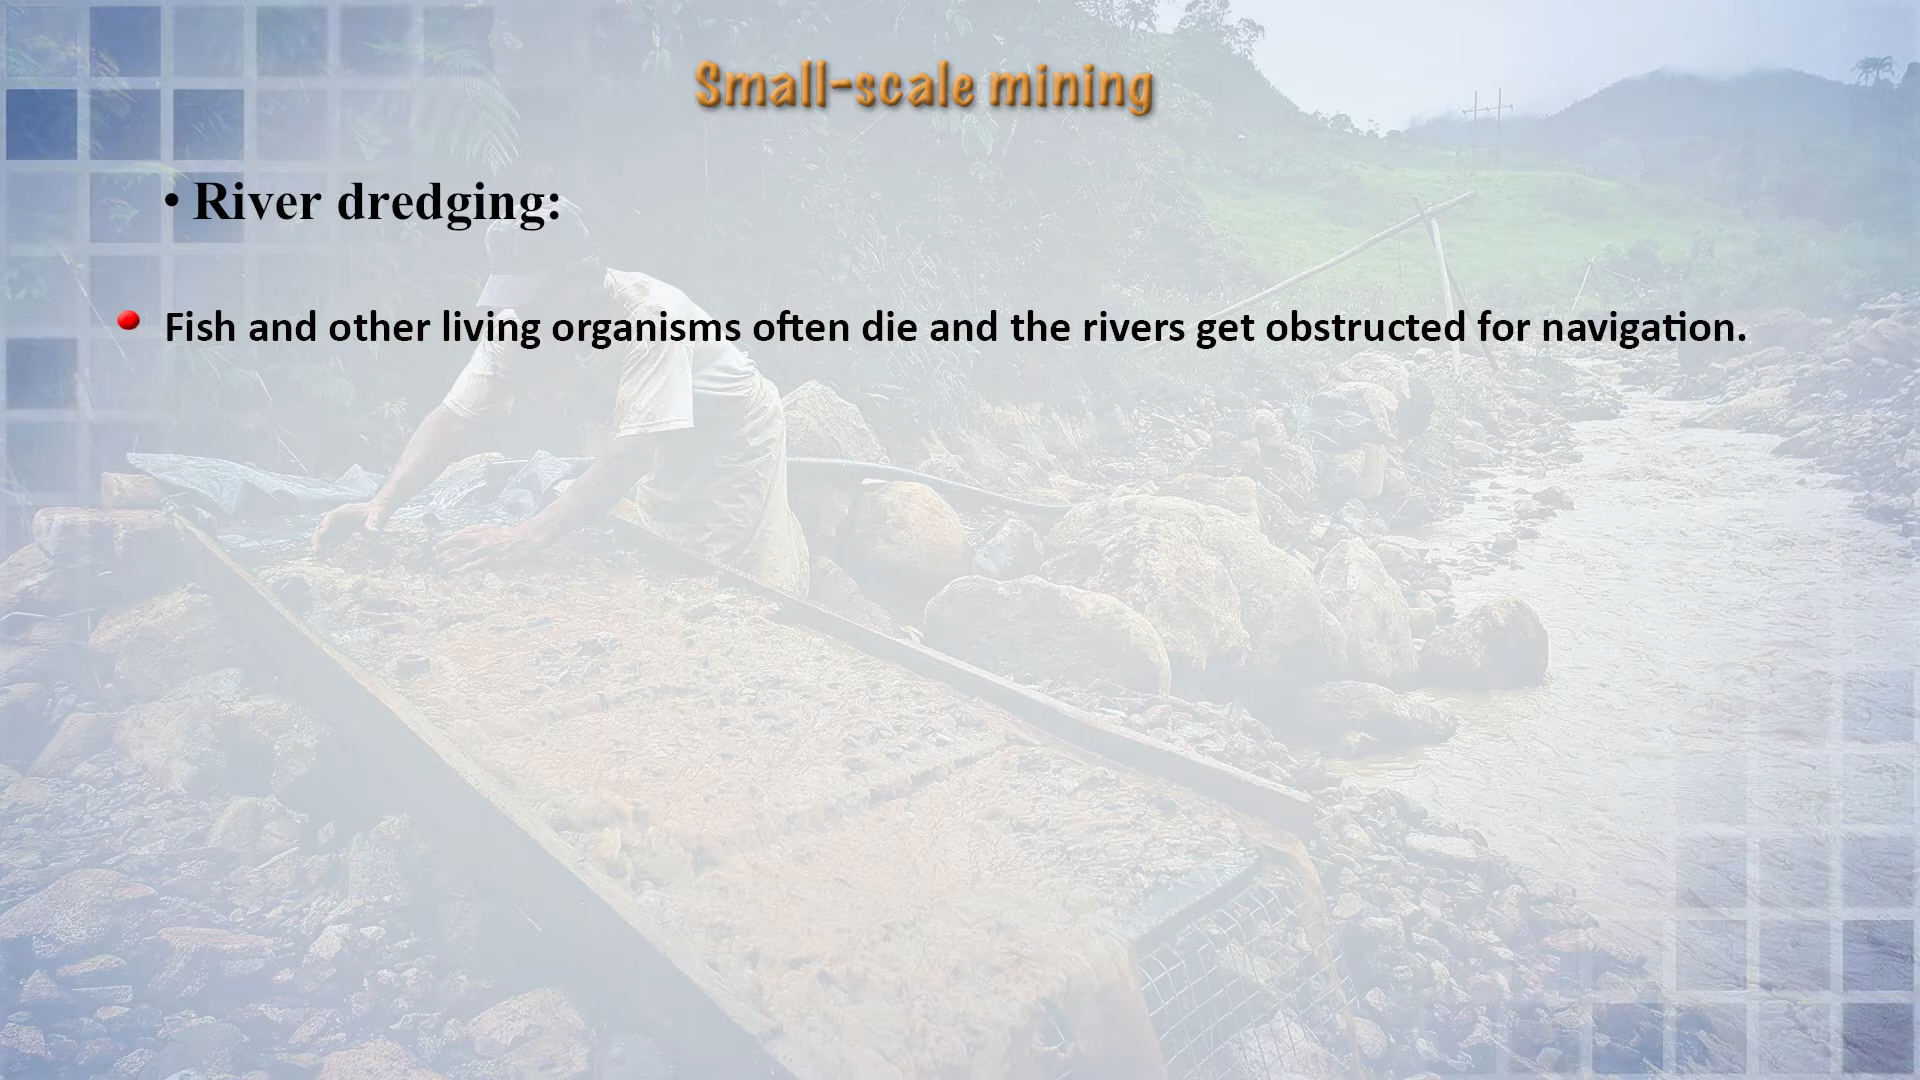 Small-scale mining
• River dredging:
Fish and other living organisms often die and the rivers get obstructed for navigation.